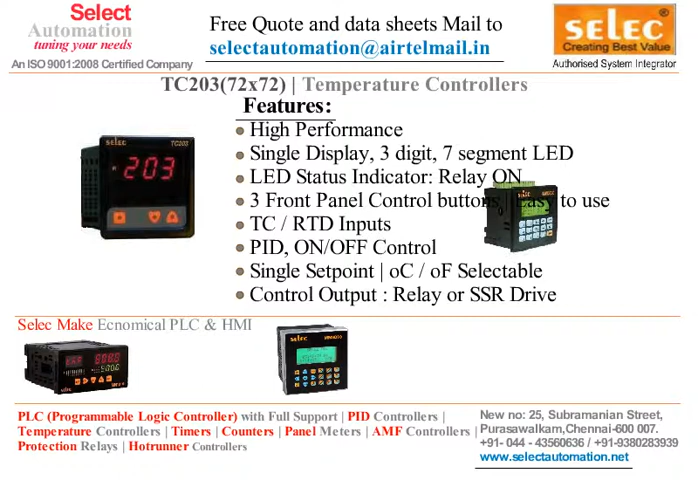 Select
Automation
tuning your needs
An ISO 9001:2008 Certified Company
Free Quote and data sheets Mail to
selectautomation@airtelmail.in
SELEC
Creating Best Value
Authorised System Integrator
TC203(72x72) | Temperature Controllers
Features:
High Performance
Single Display, 3 digit, 7 segment LED
LED Status Indicator: Relay ON
3 Front Panel Control buttons | Easy to use
TC / RTD Inputs
PID, ON/OFF Control
Single Setpoint | oC / oF Selectable
Control Output : Relay or SSR Drive
selec TC203
203
Selec Make Ecnomical PLC & HMI
selec
PLC (Programmable Logic Controller) with Full Support | PID Controllers |
Temperature Controllers | Timers | Counters | Panel Meters | AMF Controllers |
Protection Relays | Hotrunner Controllers
New no: 25, Subramanian Street,
Purasawalkam,Chennai-600 007.
+91- 044 - 43560636 / +91-9380283939
www.selectautomation.net